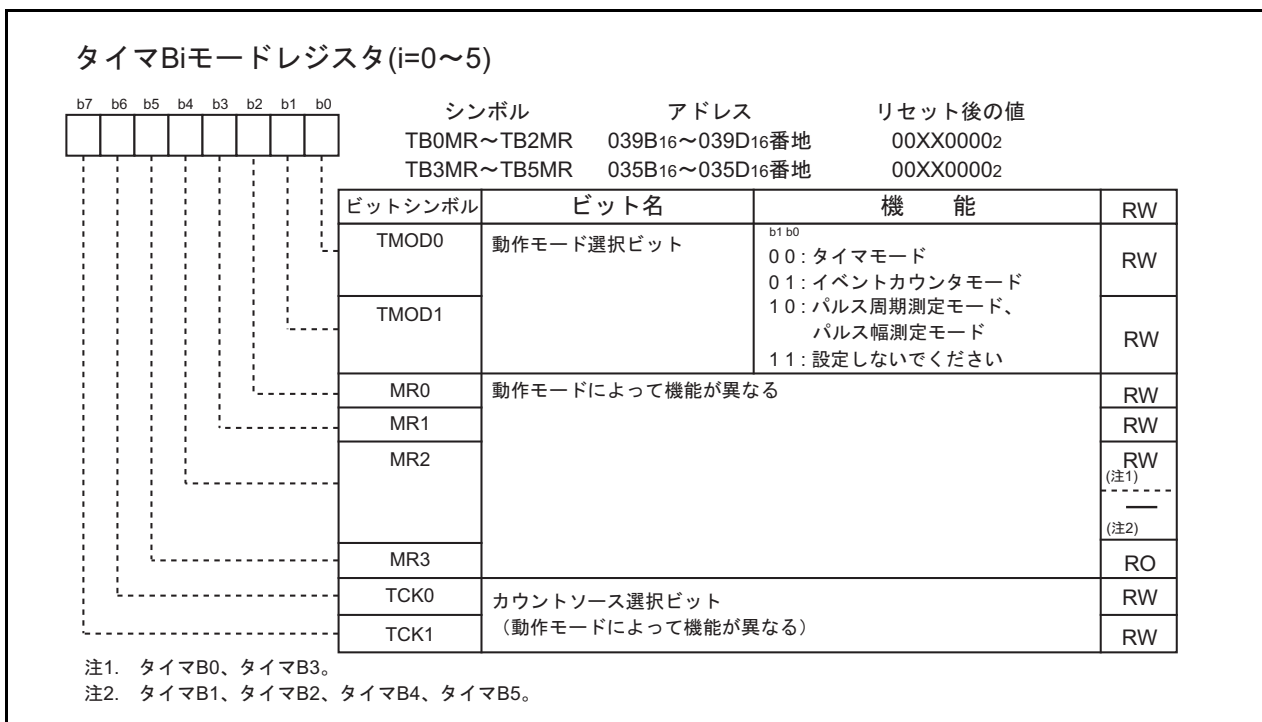 タイマBiモードレジスタ(i=0～5)
b7 b6 b5 b4 b3 b2 b1 b0
シンボル アドレス リセット後の値
TB0MR～TB2MR 039B16～039D16番地 00XX00002
TB3MR～TB5MR 035B16～035D16番地 00XX00002
ビットシンボル ビット名 機 能 RW
TMOD0 動作モード選択ビット b1 b0
0 0 : タイマモード
0 1 : イベントカウンタモード
RW
TMOD1 1 0 : パルス周期測定モード、
パルス幅測定モード
1 1 : 設定しないでください
RW
MR0 動作モードによって機能が異なる RW
MR1 RW
MR2 RW
(注1)
—
(注2)
MR3 RO
TCK0 カウントソース選択ビット RW
TCK1 （動作モードによって機能が異なる） RW
注1. タイマB0、タイマB3。
注2. タイマB1、タイマB2、タイマB4、タイマB5。